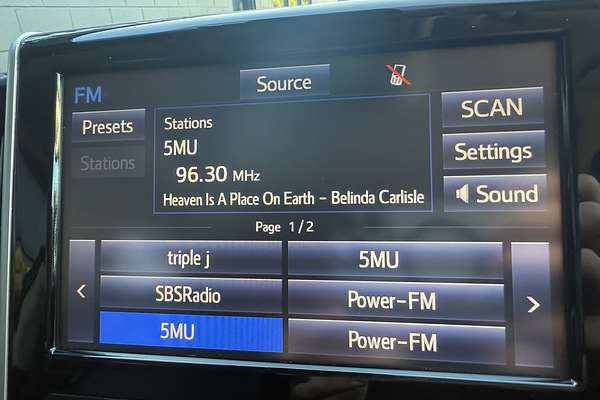 FM
Source
Presets
Stations
Stations
5MU
96.30 MHz
Heaven Is A Place On Earth – Belinda Carlisle
SCAN
Settings
Sound
Page 1/2
triple j
5MU
SBSRadio
Power-FM
5MU
Power-FM